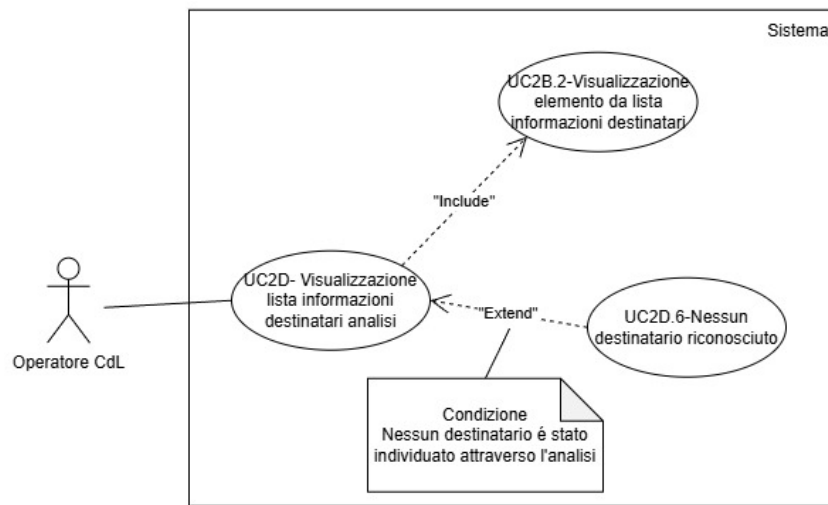 Sistema
UC2B.2-Visualizzazione
elemento da lista
informazioni destinatari
"Include"
UC2D- Visualizzazione
lista informazioni
destinatari analisi
"Extend"
UC2D.6-Nessun
destinatario riconosciuto
Operatore CdL
Condizione
Nessun destinatario é stato
individuato attraverso l'analisi